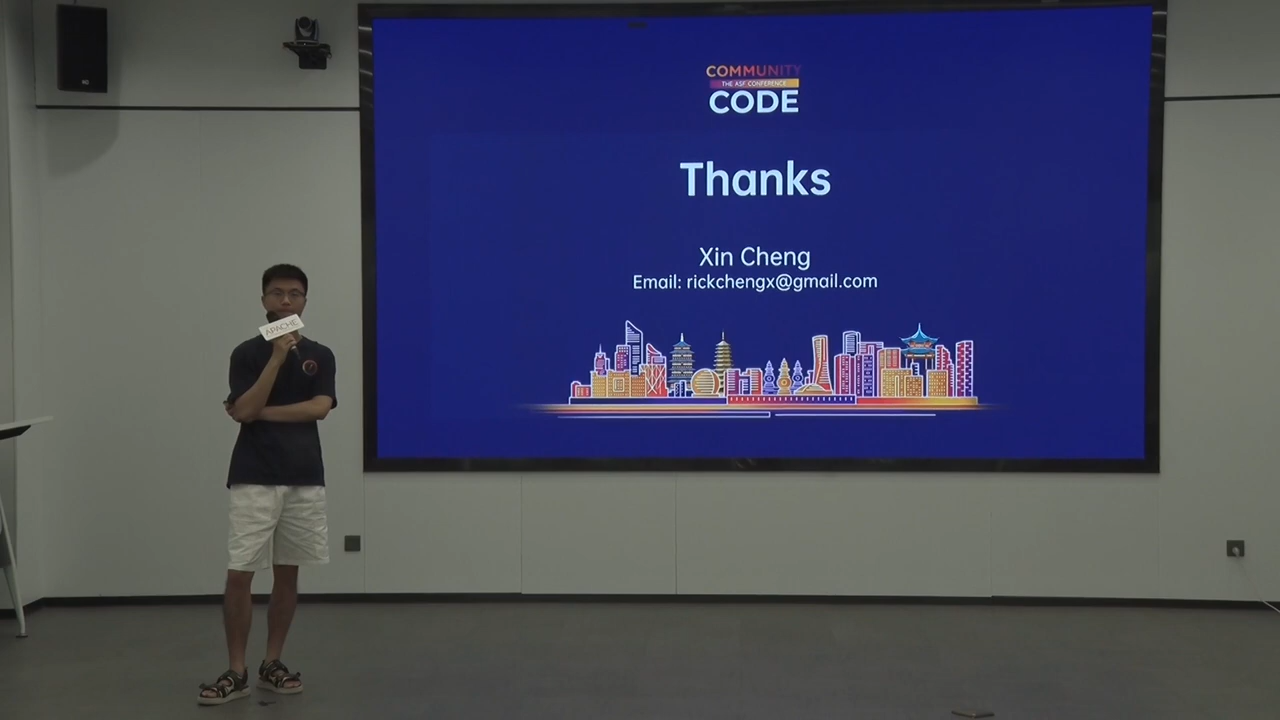 COMMUNITY
THE ASF CONFERENCE
CODE
Thanks
Xin Cheng
Email: rickchengx@gmail.com
APACHE